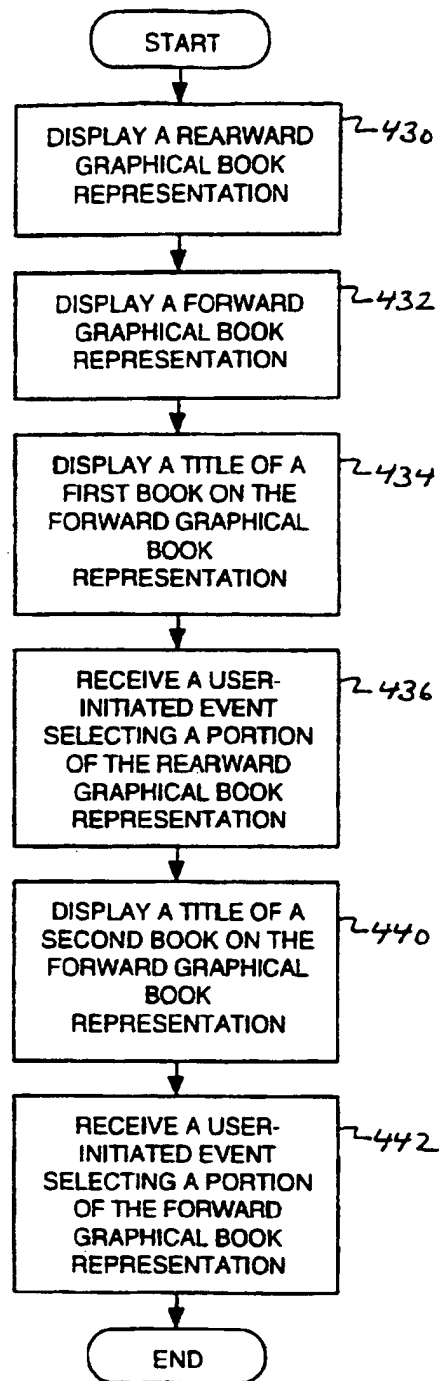 START
DISPLAY A REARWARD
GRAPHICAL BOOK
REPRESENTATION
430
DISPLAY A FORWARD
GRAPHICAL BOOK
REPRESENTATION
432
DISPLAY A TITLE OF A
FIRST BOOK ON THE
FORWARD GRAPHICAL
BOOK
REPRESENTATION
434
RECEIVE A USER-
INITIATED EVENT
SELECTING A PORTION
OF THE REARWARD
GRAPHICAL BOOK
REPRESENTATION
436
DISPLAY A TITLE OF A
SECOND BOOK ON THE
FORWARD GRAPHICAL
BOOK
REPRESENTATION
440
RECEIVE A USER-
INITIATED EVENT
SELECTING A PORTION
OF THE FORWARD
GRAPHICAL BOOK
REPRESENTATION
442
END